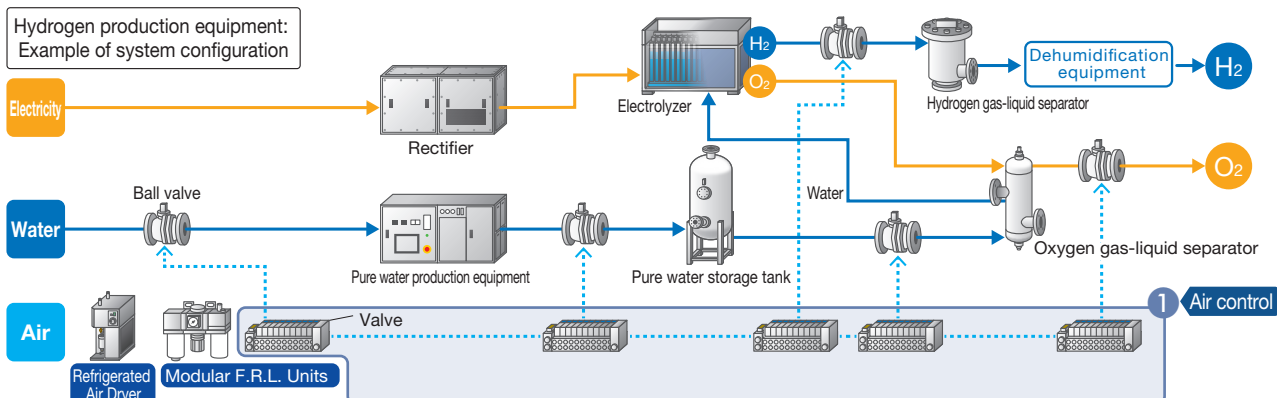 Hydrogen production equipment:
Example of system configuration
H2
O2
Electrolyzer
Hydrogen gas-liquid separator
Dehumidification
equipment
H2
Electricity
Rectifier
O2
Ball valve
Water
Water
Pure water production equipment
Pure water storage tank
Oxygen gas-liquid separator
1
Air control
Air
Valve
Refrigerated
Air Dryer
Modular F.R.L. Units